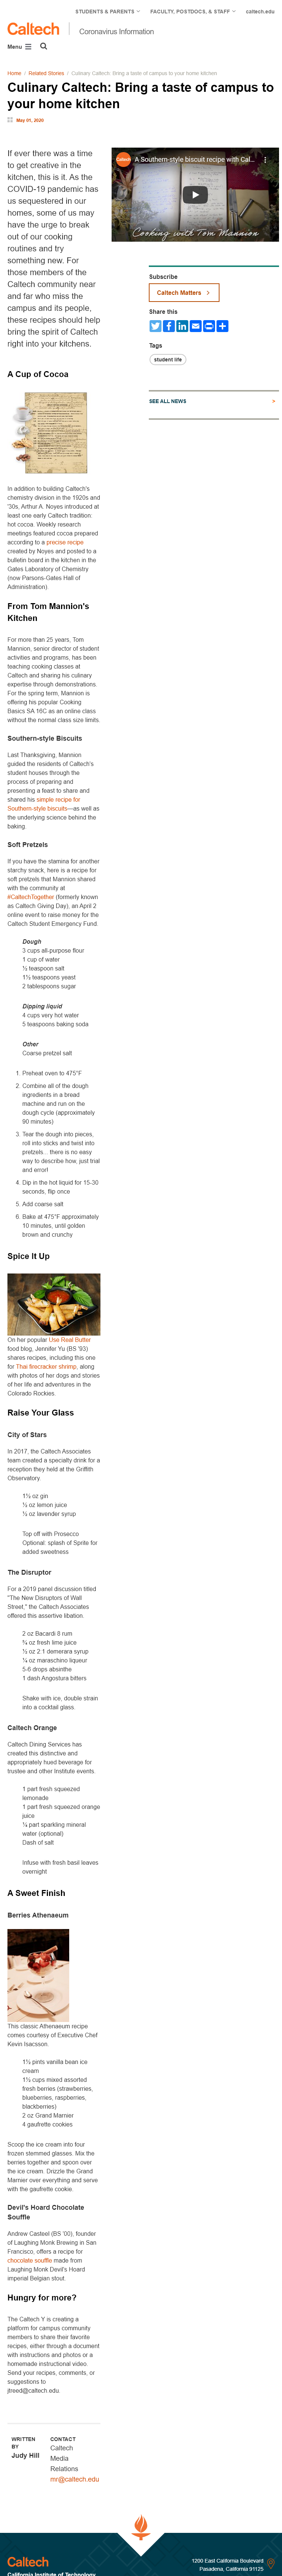 STUDENTS & PARENTS
FACULTY, POSTDOCS, & STAFF
caltech.edu
Caltech
Coronavirus Information
Menu
Home / Related Stories / Culinary Caltech: Bring a taste of campus to your home kitchen
Culinary Caltech: Bring a taste of campus to
your home kitchen
May 01, 2020
If ever there was a time
to get creative in the
kitchen, this is it. As the
COVID-19 pandemic has
us sequestered in our
homes, some of us may
have the urge to break
out of our cooking
routines and try
something new. For
those members of the
Caltech community near
and far who miss the
campus and its people,
these recipes should help
bring the spirit of Caltech
right into your kitchens.
Caltech
A Southern-style biscuit recipe with Cal...
Cooking with Tom Mannion
Subscribe
Caltech Matters >
Share this
Tags
student life
SEE ALL NEWS >
A Cup of Cocoa
In addition to building Caltech's
chemistry division in the 1920s and
'30s, Arthur A. Noyes introduced at
least one early Caltech tradition:
hot cocoa. Weekly research
meetings featured cocoa prepared
according to a precise recipe
created by Noyes and posted to a
bulletin board in the kitchen in the
Gates Laboratory of Chemistry
(now Parsons-Gates Hall of
Administration).
From Tom Mannion's
Kitchen
For more than 25 years, Tom
Mannion, senior director of student
activities and programs, has been
teaching cooking classes at
Caltech and sharing his culinary
expertise through demonstrations.
For the spring term, Mannion is
offering his popular Cooking
Basics SA 16C as an online class
without the normal class size limits.
Southern-style Biscuits
Last Thanksgiving, Mannion
guided the residents of Caltech's
student houses through the
process of preparing and
presenting a feast to share and
shared his simple recipe for
Southern-style biscuits—as well as
the underlying science behind the
baking.
Soft Pretzels
If you have the stamina for another
starchy snack, here is a recipe for
soft pretzels that Mannion shared
with the community at
#CaltechTogether (formerly known
as Caltech Giving Day), an April 2
online event to raise money for the
Caltech Student Emergency Fund.
Dough
3 cups all-purpose flour
1 cup of water
½ teaspoon salt
1½ teaspoons yeast
2 tablespoons sugar
Dipping liquid
4 cups very hot water
5 teaspoons baking soda
Other
Coarse pretzel salt
1. Preheat oven to 475°F
2. Combine all of the dough
ingredients in a bread
machine and run on the
dough cycle (approximately
90 minutes)
3. Tear the dough into pieces,
roll into sticks and twist into
pretzels... there is no easy
way to describe how, just trial
and error!
4. Dip in the hot liquid for 15-30
seconds, flip once
5. Add coarse salt
6. Bake at 475°F approximately
10 minutes, until golden
brown and crunchy
Spice It Up
On her popular Use Real Butter
food blog, Jennifer Yu (BS '93)
shares recipes, including this one
for Thai firecracker shrimp, along
with photos of her dogs and stories
of her life and adventures in the
Colorado Rockies.
Raise Your Glass
City of Stars
In 2017, the Caltech Associates
team created a specialty drink for a
reception they held at the Griffith
Observatory.
1½ oz gin
½ oz lemon juice
½ oz lavender syrup
Top off with Prosecco
Optional: splash of Sprite for
added sweetness
The Disruptor
For a 2019 panel discussion titled
"The New Disruptors of Wall
Street," the Caltech Associates
offered this assertive libation.
2 oz Bacardi 8 rum
¾ oz fresh lime juice
½ oz 2:1 demerara syrup
¼ oz maraschino liqueur
5-6 drops absinthe
1 dash Angostura bitters
Shake with ice, double strain
into a cocktail glass.
Caltech Orange
Caltech Dining Services has
created this distinctive and
appropriately hued beverage for
trustee and other Institute events.
1 part fresh squeezed
lemonade
1 part fresh squeezed orange
juice
¼ part sparkling mineral
water (optional)
Dash of salt
Infuse with fresh basil leaves
overnight
A Sweet Finish
Berries Athenaeum
This classic Athenaeum recipe
comes courtesy of Executive Chef
Kevin Isacsson.
1½ pints vanilla bean ice
cream
1½ cups mixed assorted
fresh berries (strawberries,
blueberries, raspberries,
blackberries)
2 oz Grand Marnier
4 gaufrette cookies
Scoop the ice cream into four
frozen stemmed glasses. Mix the
berries together and spoon over
the ice cream. Drizzle the Grand
Marnier over everything and serve
with the gaufrette cookie.
Devil's Hoard Chocolate
Souffle
Andrew Casteel (BS '00), founder
of Laughing Monk Brewing in San
Francisco, offers a recipe for
chocolate souffle made from
Laughing Monk Devil's Hoard
imperial Belgian stout.
Hungry for more?
The Caltech Y is creating a
platform for campus community
members to share their favorite
recipes, either through a document
with instructions and photos or a
homemade instructional video.
Send your recipes, comments, or
suggestions to
jtreed@caltech.edu.
WRITTEN
BY
Judy Hill
CONTACT
Caltech
Media
Relations
mr@caltech.edu
Caltech
California Institute of Technology
1200 East California Boulevard
Pasadena, California 91125